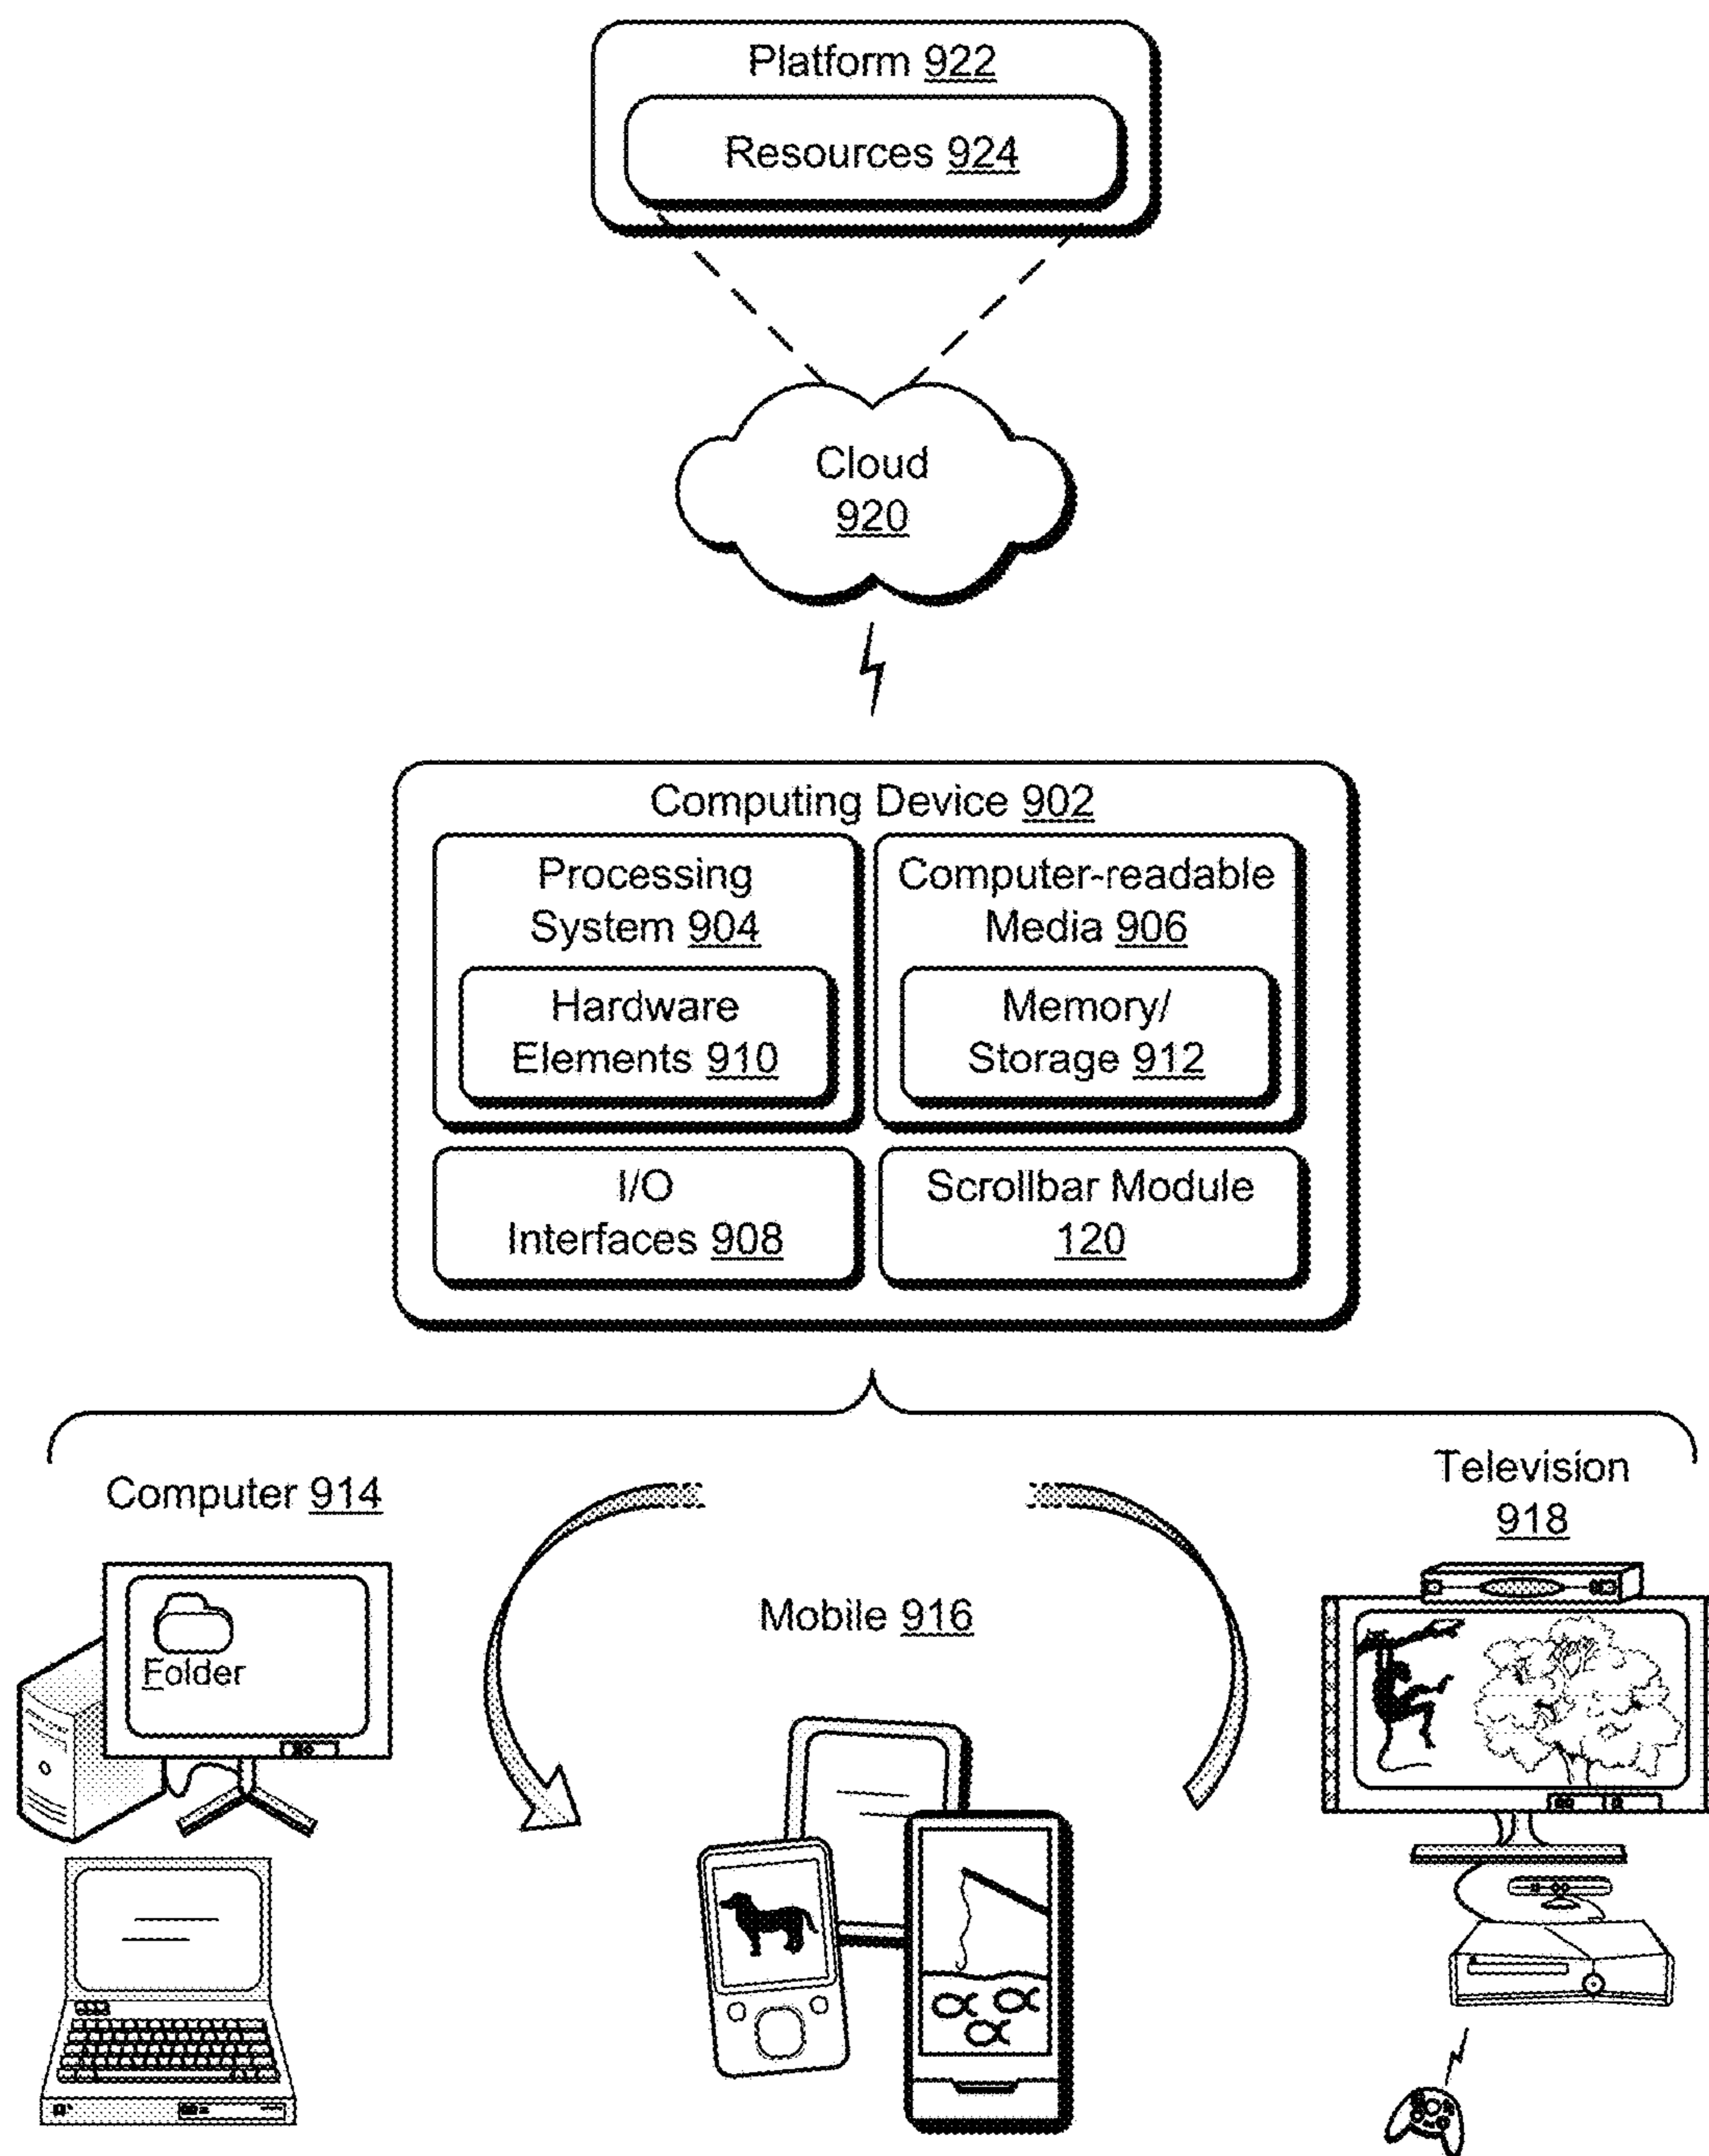 Platform 922
Resources 924
Cloud
920
Computing Device 902
Processing
System 904
Hardware
Elements 910
Computer-readable
Media 906
Memory/
Storage 912
I/O
Interfaces 908
Scrollbar Module
120
Computer 914
Folder
Mobile 916
Television
918